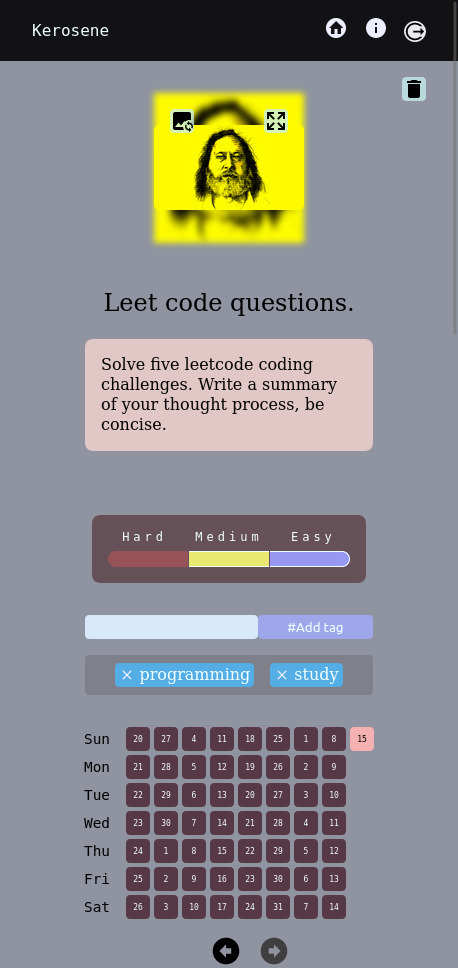 Kerosene
Leet code questions.
Solve five leetcode coding
challenges. Write a summary
of your thought process, be
concise.
Hard Medium Easy
#Add tag
× programming × study
Sun 20 27 4 11 18 25 1 8 15
Mon 21 28 5 12 19 26 2 9
Tue 22 29 6 13 20 27 3 10
Wed 23 30 7 14 21 28 4 11
Thu 24 1 8 15 22 29 5 12
Fri 25 2 9 16 23 30 6 13
Sat 26 3 10 17 24 31 7 14